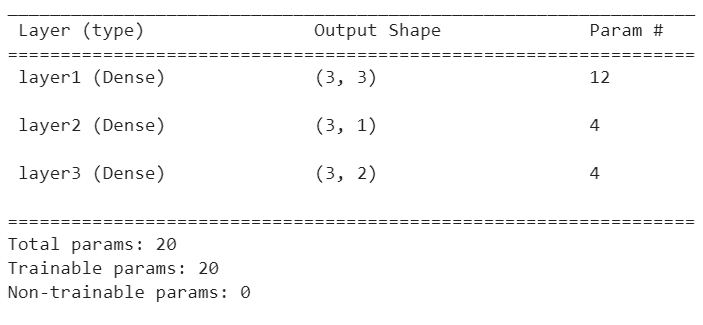 Layer (type) Output Shape Param #
=================================================================
layer1 (Dense) (3, 3) 12
layer2 (Dense) (3, 1) 4
layer3 (Dense) (3, 2) 4
=================================================================
Total params: 20
Trainable params: 20
Non-trainable params: 0